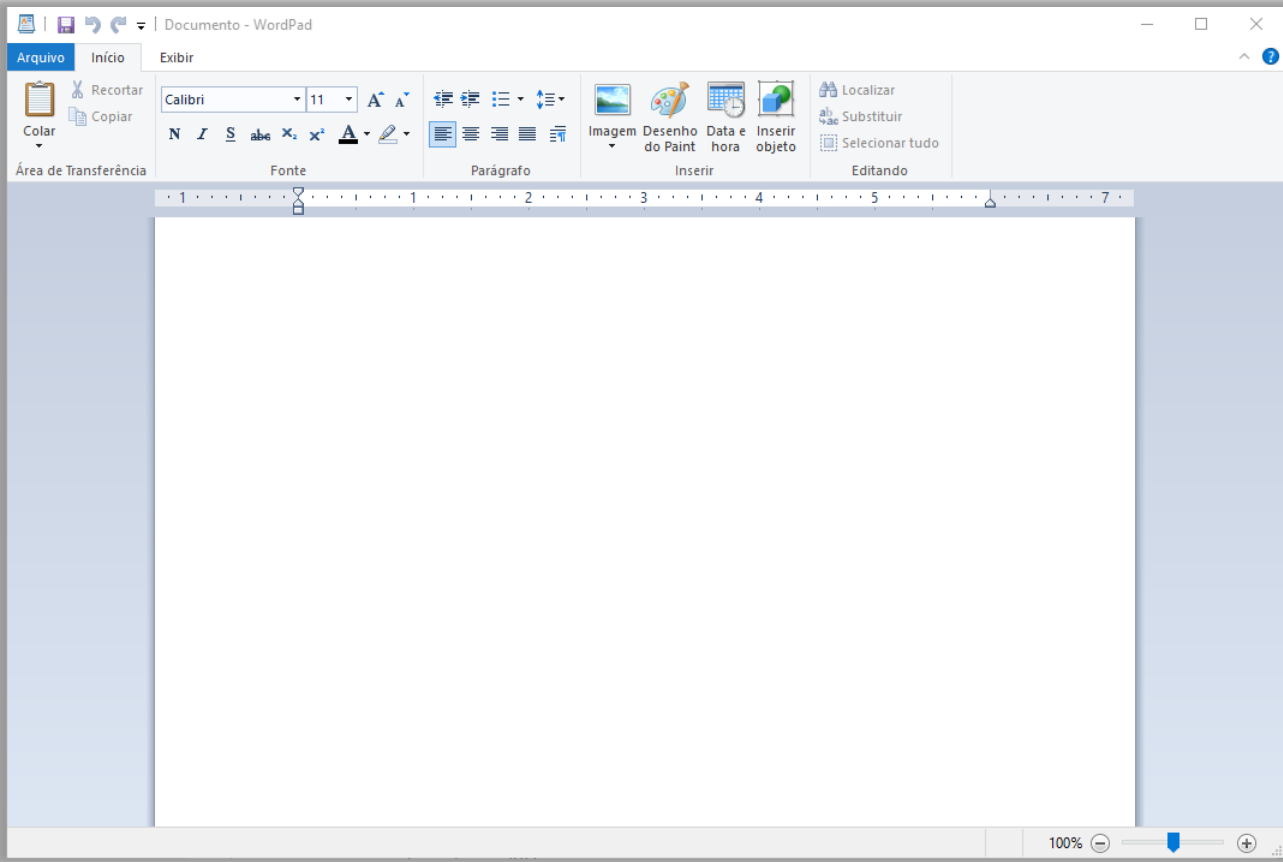 Documento - WordPad
Arquivo Início Exibir
Colar
Recortar
Copiar
Área de Transferência
Calibri 11
N I S abc X₂ X² A
Fonte
Parágrafo
Imagem
Desenho do Paint
Data e hora
Inserir objeto
Inserir
Localizar
Substituir
Selecionar tudo
Editando
1 1 2 3 4 5 7
100%